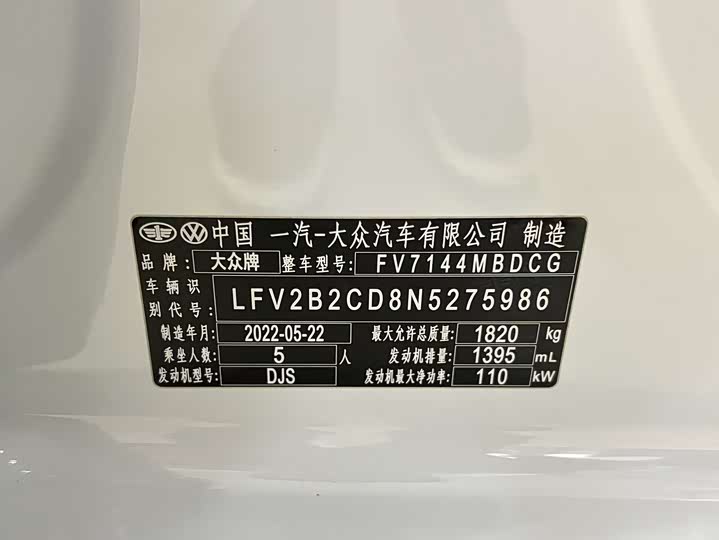 中国 一汽-大众汽车有限公司 制造
品牌: 大众牌 整车型号: FV7144MBDCG
车辆识别代号: LFV2B2CD8N5275986
制造年月: 2022-05-22 最大允许总质量: 1820 kg
乘坐人数: 5 人 发动机排量: 1395 mL
发动机型号: DJS 发动机最大净功率: 110 kW